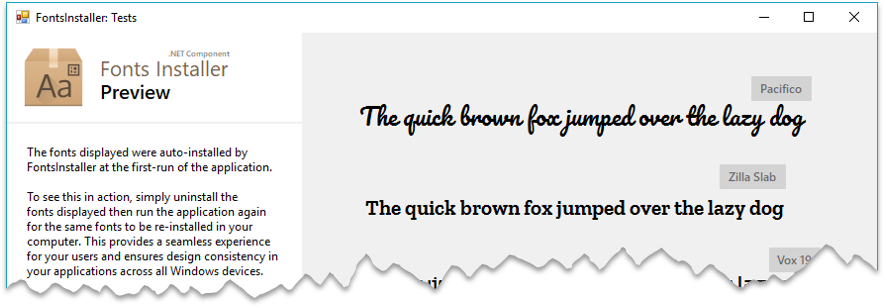 FontsInstaller: Tests
.NET Component
Fonts Installer
Preview
Aa
The fonts displayed were auto-installed by
FontsInstaller at the first-run of the application.
To see this in action, simply uninstall the
fonts displayed then run the application again
for the same fonts to be re-installed in your
computer. This provides a seamless experience
for your users and ensures design consistency in
your applications across all Windows devices.
Pacifico
The quick brown fox jumped over the lazy dog
Zilla Slab
The quick brown fox jumped over the lazy dog
Vox